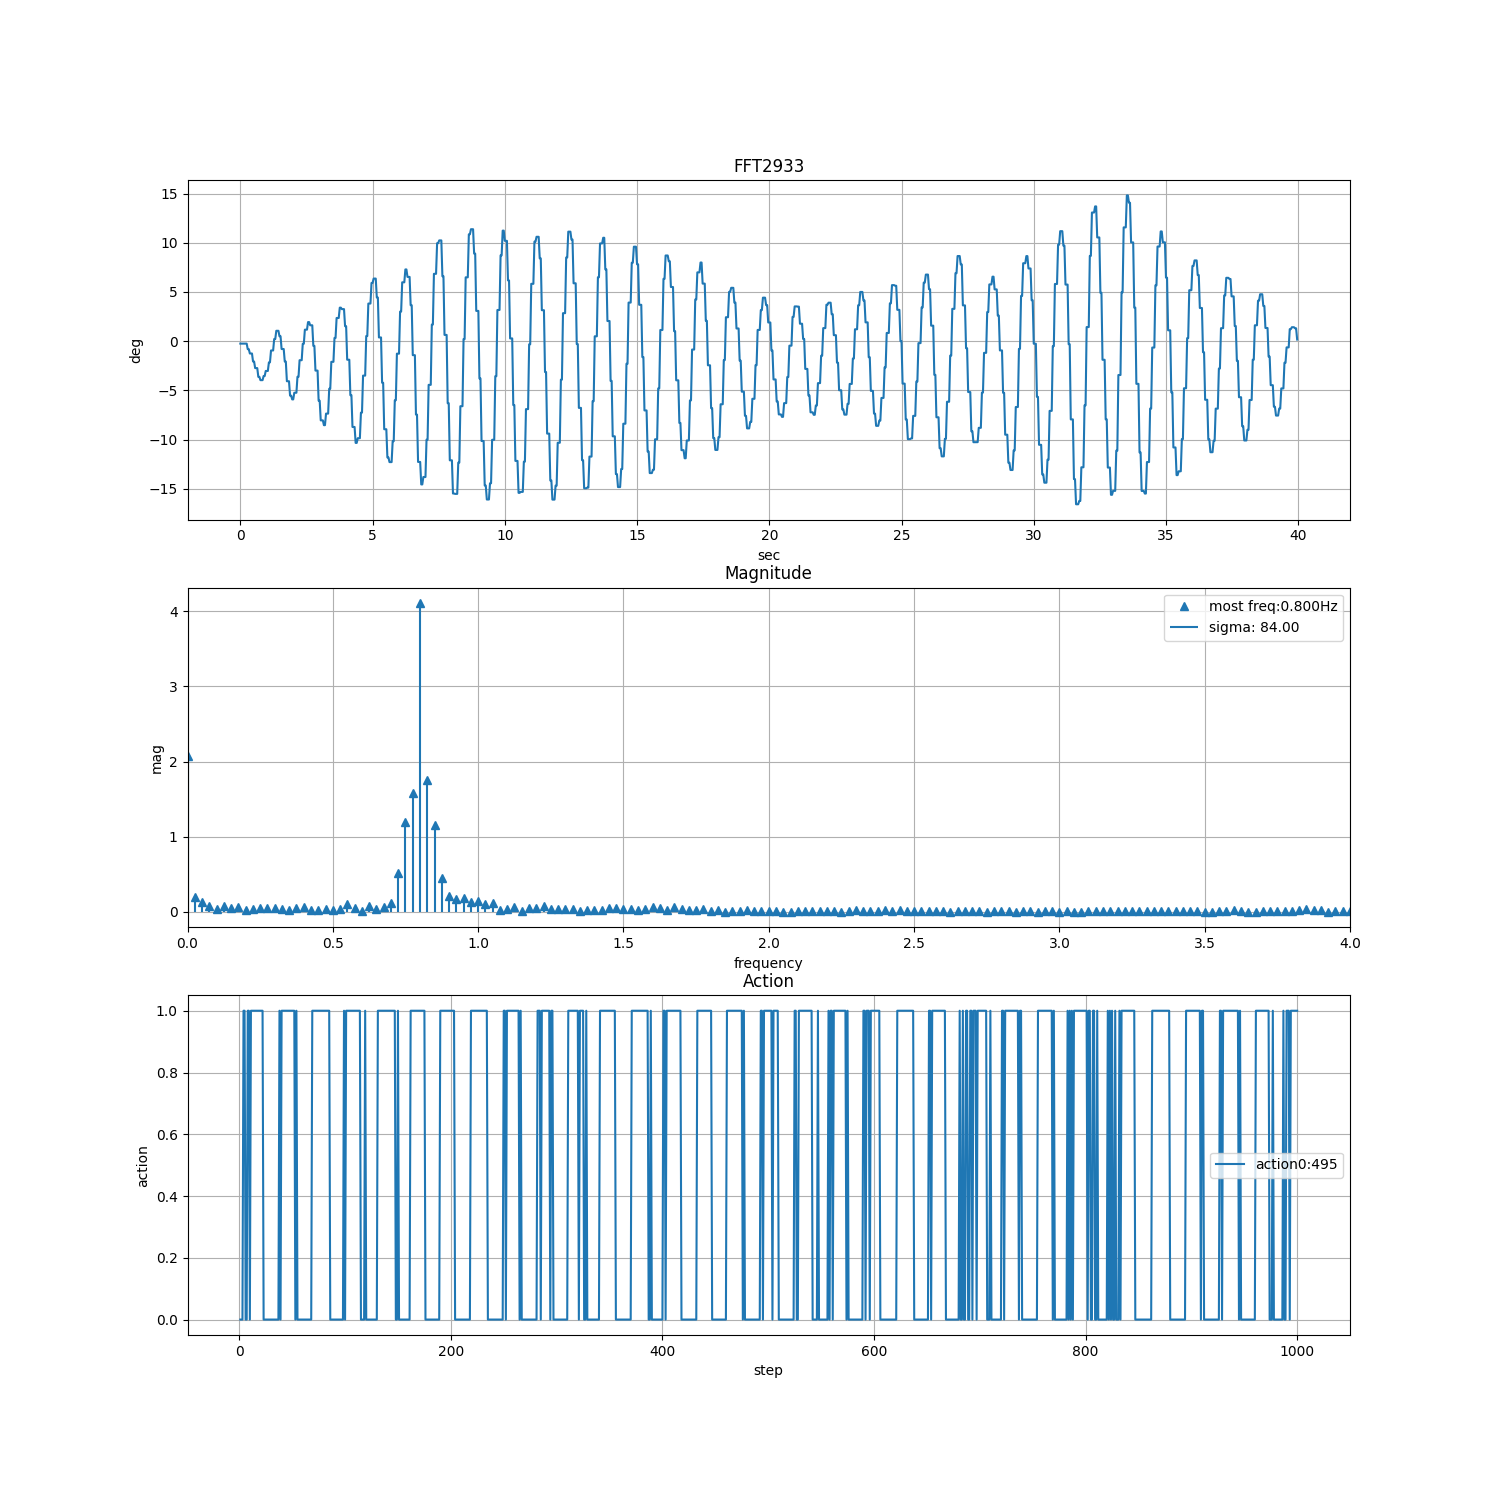 FFT2933
15
10
5
0
−5
−10
−15
deg
0 5 10 15 20 25 30 35 40
sec
Magnitude
most freq:0.800Hz
sigma: 84.00
4
3
2
1
0
mag
0.0 0.5 1.0 1.5 2.0 2.5 3.0 3.5 4.0
frequency
Action
1.0
0.8
0.6
0.4
0.2
0.0
action
action0:495
0 200 400 600 800 1000
step